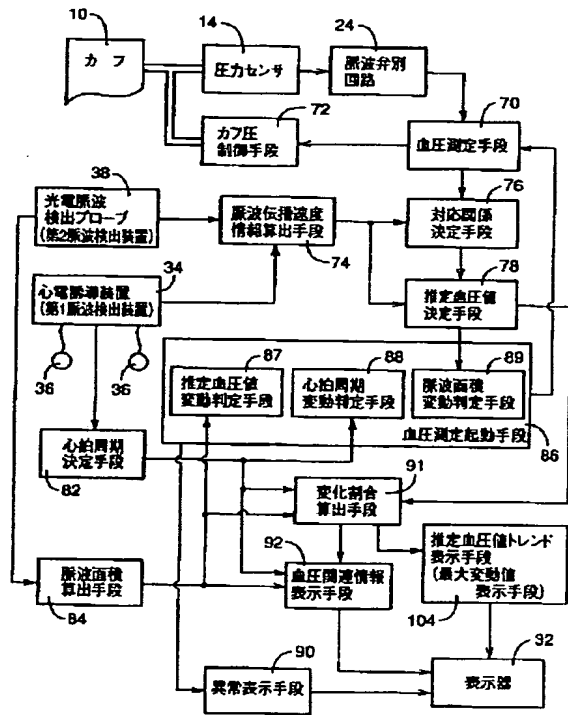 10
カフ
14
圧力センサ
24
脈波弁別
回路
72
カフ圧
制御手段
70
血圧測定手段
38
光電脈波
検出プローブ
(第2脈波検出装置)
脈波伝播速度
情報算出手段
74
76
対応関係
決定手段
34
心電誘導装置
(第1脈波検出装置)
36
36
78
推定血圧値
決定手段
87
推定血圧値
変動判定手段
88
心拍周期
変動判定手段
89
脈波面積
変動判定手段
血圧測定起動手段
86
心拍周期
決定手段
82
91
変化割合
算出手段
92
血圧関連情報
表示手段
推定血圧値トレンド
表示手段
(最大変動値
表示手段)
104
脈波面積
算出手段
84
90
異常表示手段
32
表示器